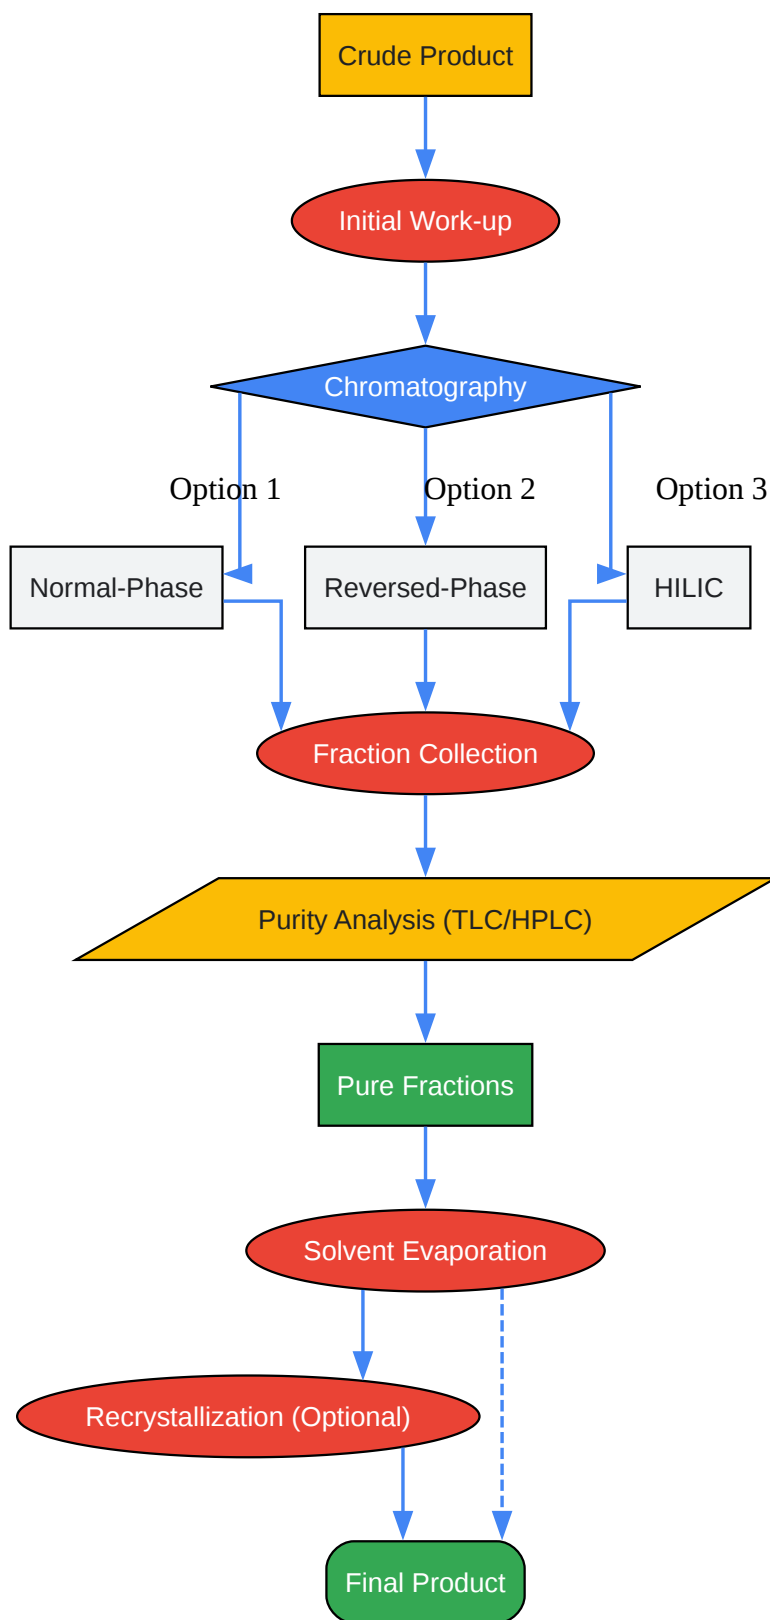 Crude Product
Initial Work-up
Chromatography
Option 1
Option 2
Option 3
Normal-Phase
Reversed-Phase
HILIC
Fraction Collection
Purity Analysis (TLC/HPLC)
Pure Fractions
Solvent Evaporation
Recrystallization (Optional)
Final Product